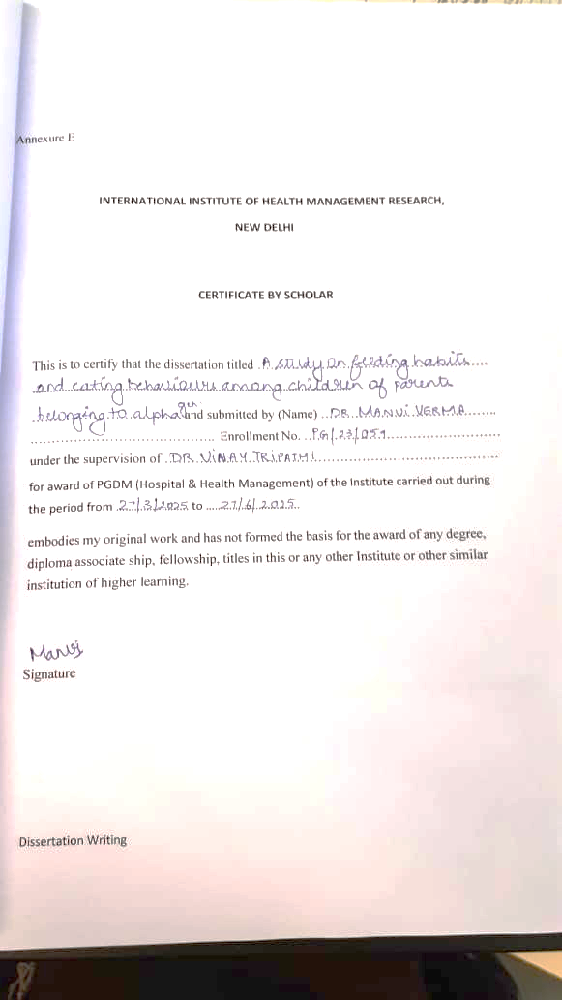 Annexure E
INTERNATIONAL INSTITUTE OF HEALTH MANAGEMENT RESEARCH,
NEW DELHI
CERTIFICATE BY SCHOLAR
This is to certify that the dissertation titled .A study on feeding habits....
and eating behaviours among children of parents
belonging to alpha gen and submitted by (Name) ..DR. MANVI VERMA........
.......................................... Enrollment No. ..PG/23/059..........................
under the supervision of .DR. VINAY TRIPATHI.............................................
for award of PGDM (Hospital & Health Management) of the Institute carried out during
the period from .27/3/2025 to .....27/6/2025..
embodies my original work and has not formed the basis for the award of any degree,
diploma associate ship, fellowship, titles in this or any other Institute or other similar
institution of higher learning.
Manvi
Signature
Dissertation Writing